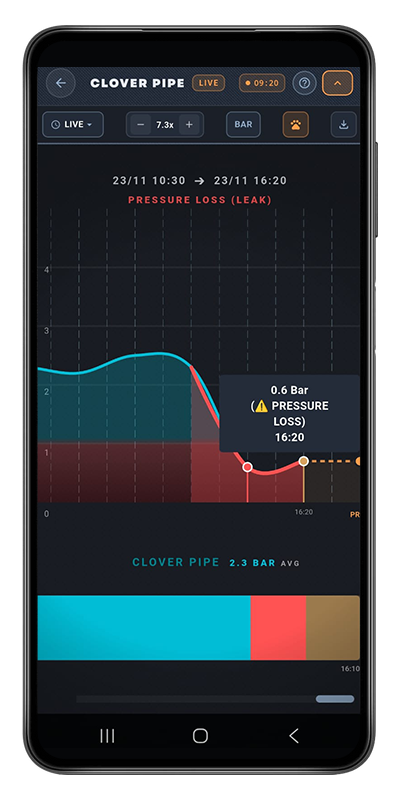 CLOVER PIPE LIVE 09:20 ?
LIVE − 7.3x + BAR
23/11 10:30 → 23/11 16:20
PRESSURE LOSS (LEAK)
4
3
2
1
0
0.6 Bar
(⚠️ PRESSURE
LOSS)
16:20
16:20
PR
CLOVER PIPE 2.3 BAR AVG
16:10